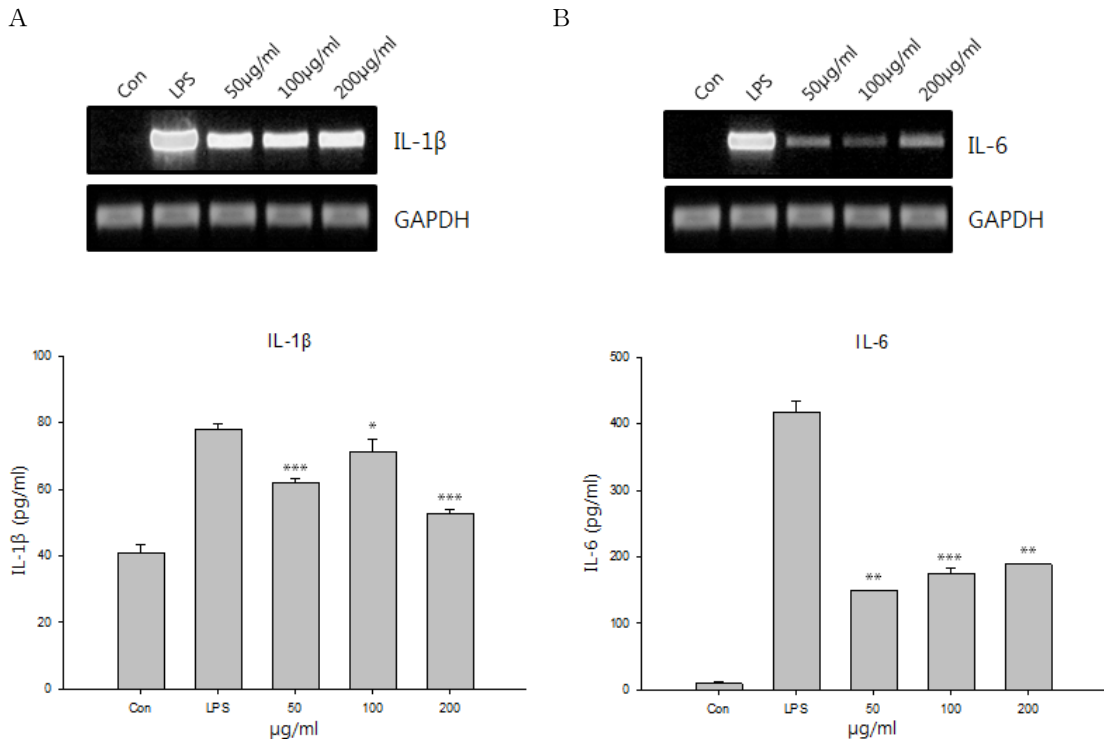 A
B
Con LPS 50μg/ml 100μg/ml 200μg/ml
IL-1β
GAPDH
Con LPS 50μg/ml 100μg/ml 200μg/ml
IL-6
GAPDH
IL-1β
100
80
60
40
20
0
IL-1β (pg/ml)
***
*
***
Con LPS 50 100 200
μg/ml
IL-6
500
400
300
200
100
0
IL-6 (pg/ml)
**
***
**
Con LPS 50 100 200
μg/ml